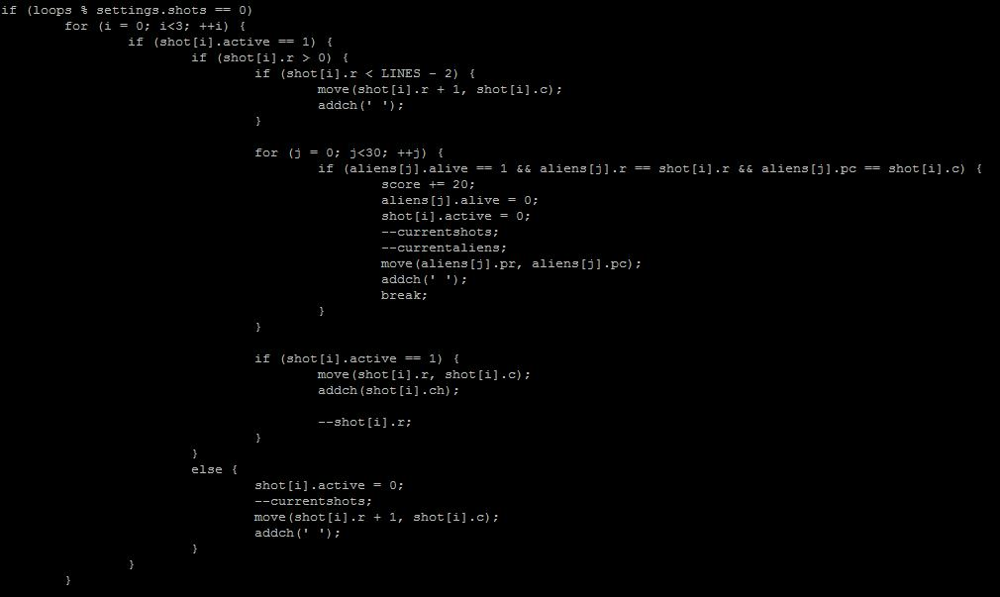 if (loops % settings.shots == 0)
        for (i = 0; i<3; ++i) {
                if (shot[i].active == 1) {
                        if (shot[i].r > 0) {
                                if (shot[i].r < LINES - 2) {
                                        move(shot[i].r + 1, shot[i].c);
                                        addch(' ');
                                }

                                for (j = 0; j<30; ++j) {
                                        if (aliens[j].alive == 1 && aliens[j].r == shot[i].r && aliens[j].pc == shot[i].c) {
                                                score += 20;
                                                aliens[j].alive = 0;
                                                shot[i].active = 0;
                                                --currentshots;
                                                --currentaliens;
                                                move(aliens[j].pr, aliens[j].pc);
                                                addch(' ');
                                                break;
                                        }
                                }

                                if (shot[i].active == 1) {
                                        move(shot[i].r, shot[i].c);
                                        addch(shot[i].ch);

                                        --shot[i].r;
                                }
                        }
                        else {
                                shot[i].active = 0;
                                --currentshots;
                                move(shot[i].r + 1, shot[i].c);
                                addch(' ');
                        }
                }
        }